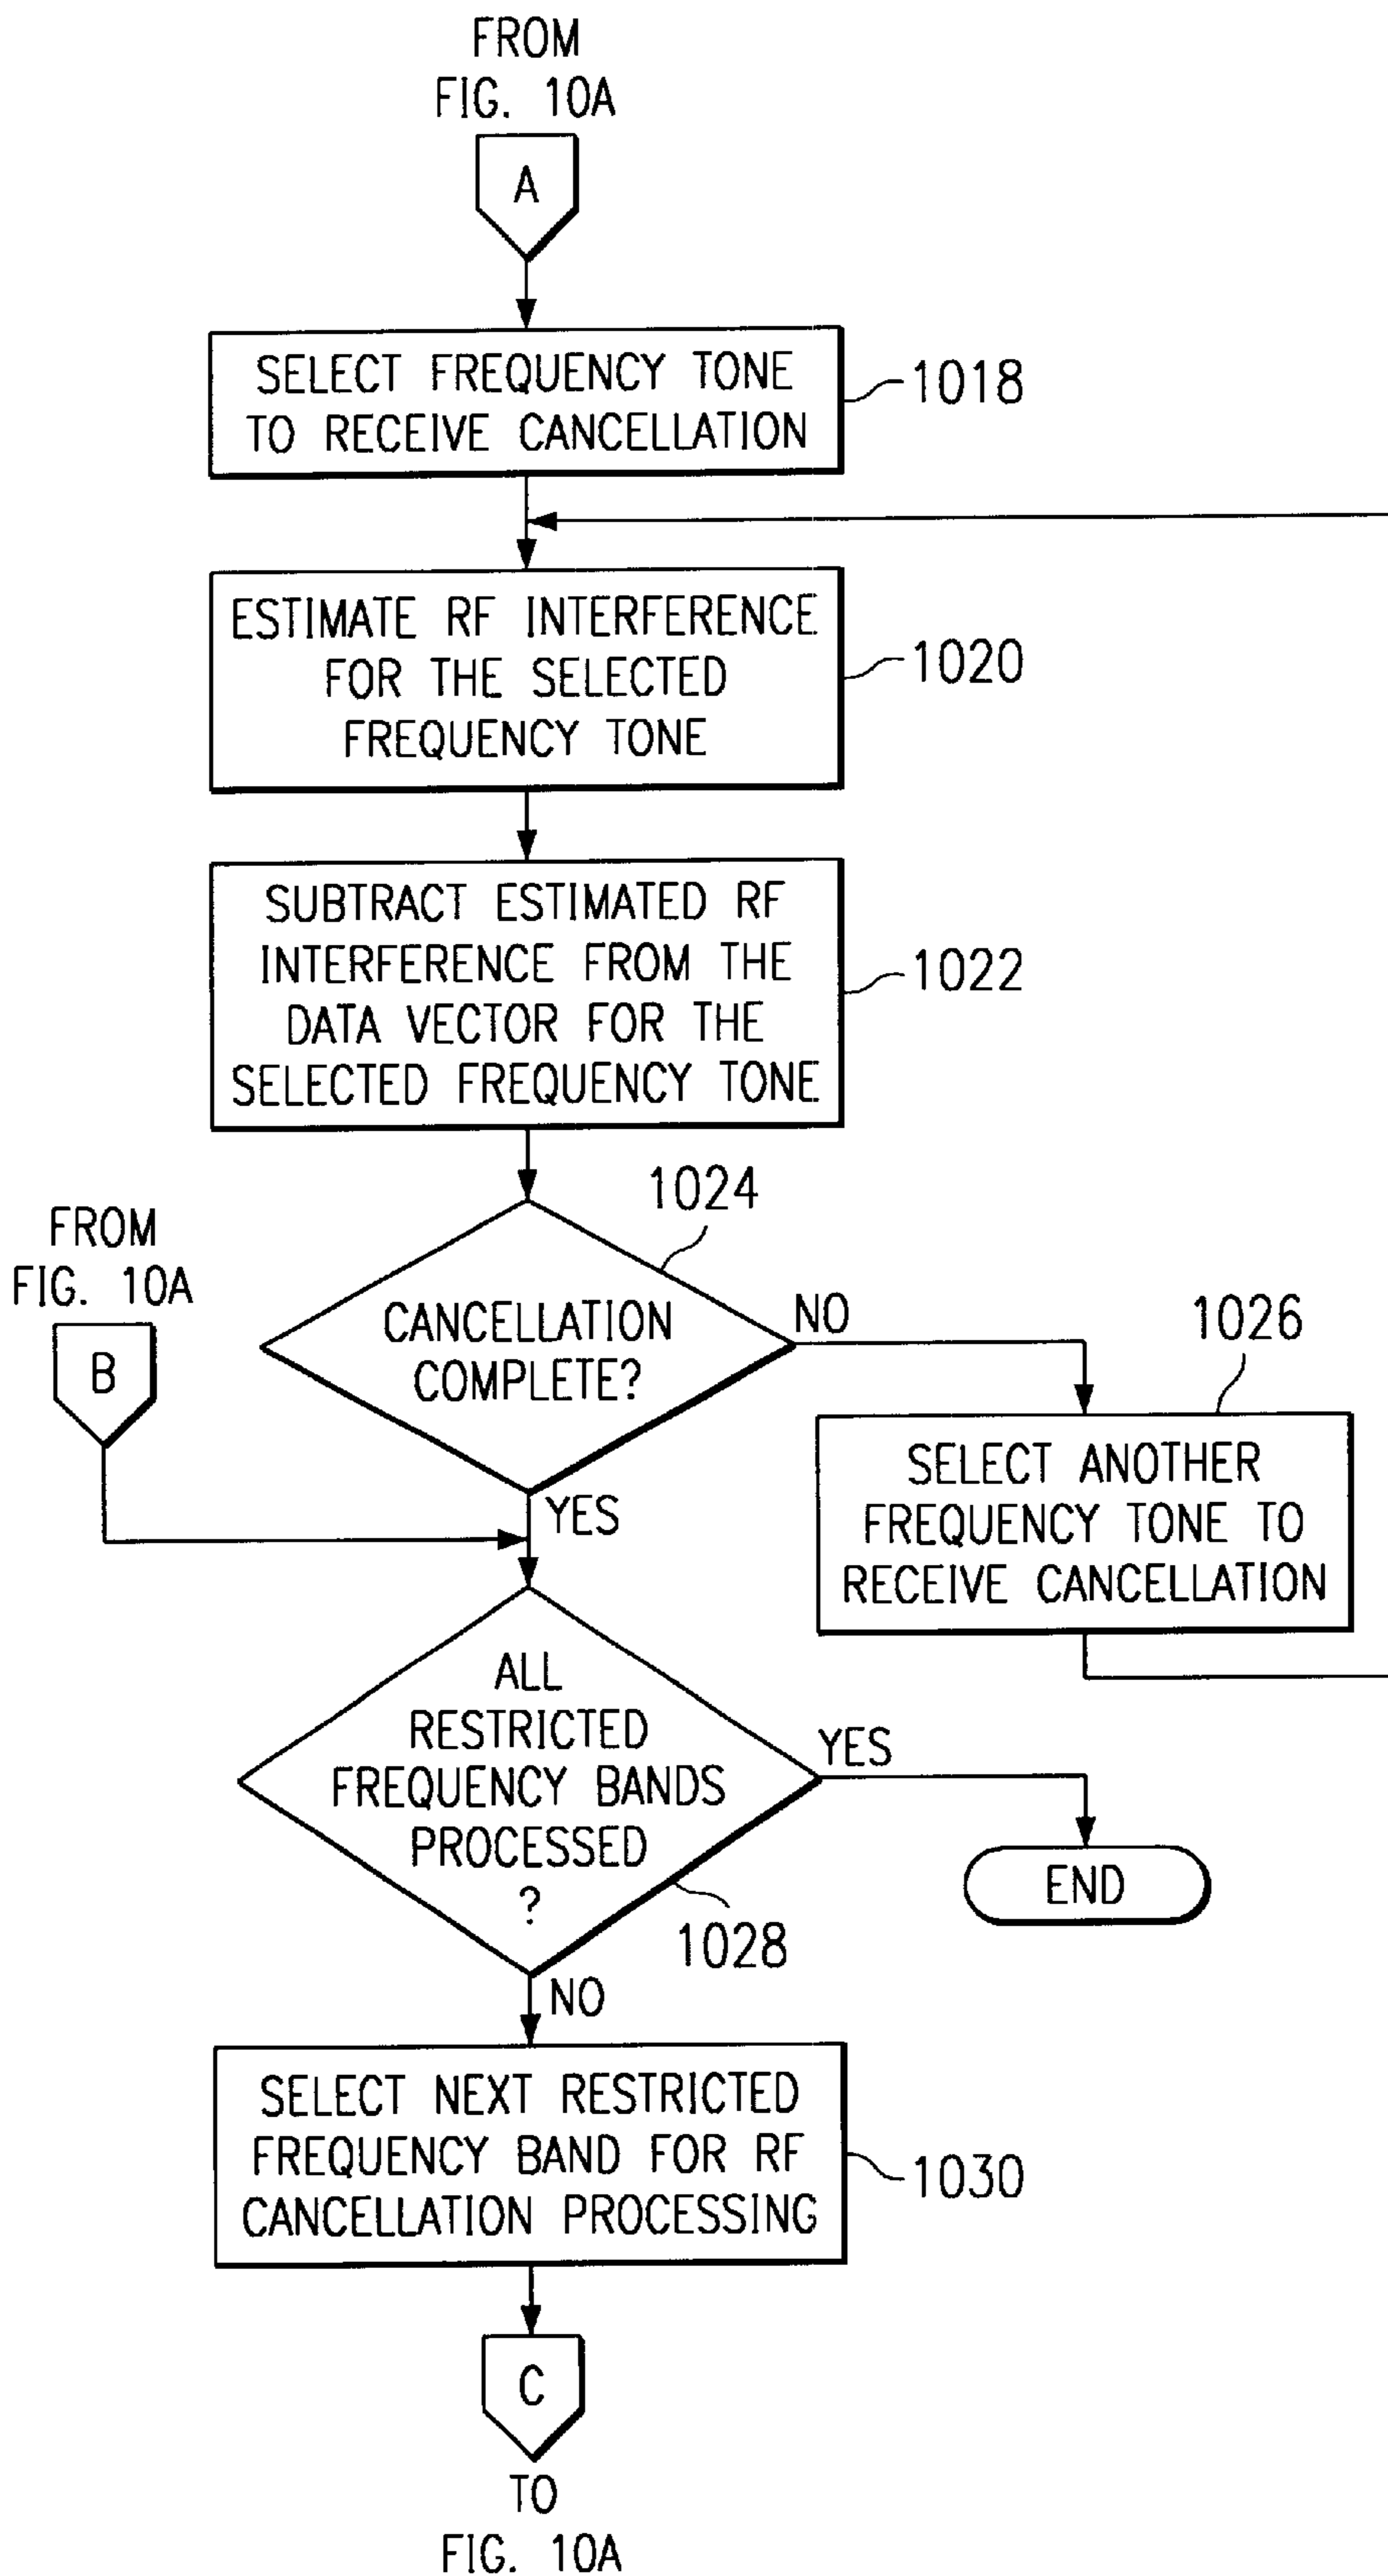 FROM
FIG. 10A
A
SELECT FREQUENCY TONE
TO RECEIVE CANCELLATION
1018
ESTIMATE RF INTERFERENCE
FOR THE SELECTED
FREQUENCY TONE
1020
SUBTRACT ESTIMATED RF
INTERFERENCE FROM THE
DATA VECTOR FOR THE
SELECTED FREQUENCY TONE
1022
1024
FROM
FIG. 10A
B
CANCELLATION
COMPLETE?
NO
YES
1026
SELECT ANOTHER
FREQUENCY TONE TO
RECEIVE CANCELLATION
ALL
RESTRICTED
FREQUENCY BANDS
PROCESSED
?
YES
END
1028
NO
SELECT NEXT RESTRICTED
FREQUENCY BAND FOR RF
CANCELLATION PROCESSING
1030
C
TO
FIG. 10A